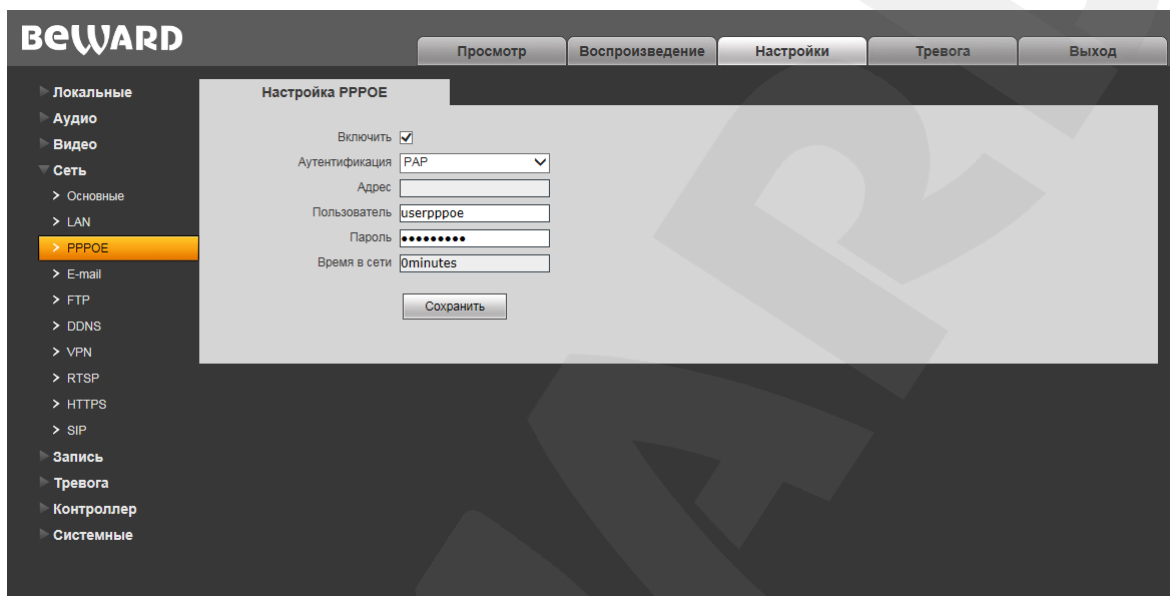 BEWARD
Просмотр
Воспроизведение
Настройки
Тревога
Выход
Локальные
Аудио
Видео
Сеть
> Основные
> LAN
> PPPOE
> E-mail
> FTP
> DDNS
> VPN
> RTSP
> HTTPS
> SIP
Запись
Тревога
Контроллер
Системные
Настройка PPPOE
Включить
Аутентификация PAP
Адрес
Пользователь userpppoe
Пароль •••••••••
Время в сети 0minutes
Сохранить